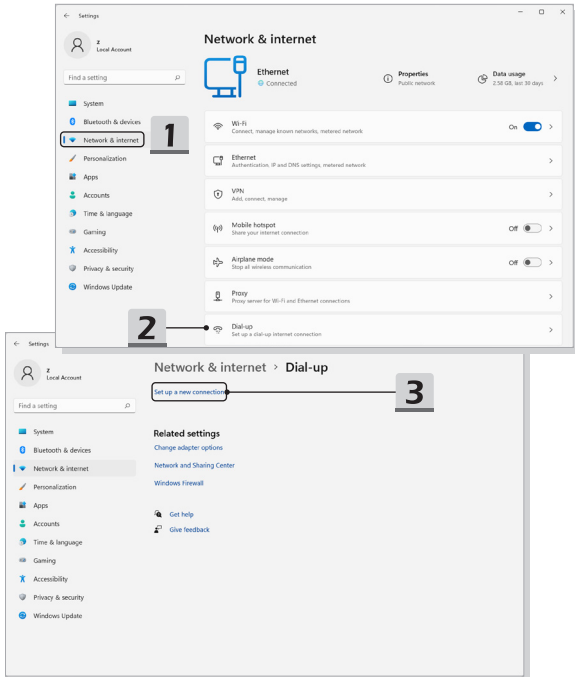 Settings
z
Local Account
Find a setting
System
Bluetooth & devices
Network & internet
Personalization
Apps
Accounts
Time & language
Gaming
Accessibility
Privacy & security
Windows Update
1
2
Network & internet
Ethernet
Connected
Properties
Public network
Data usage
2.58 GB, last 30 days
Wi-Fi
Connect, manage known networks, metered network
On
Ethernet
Authentication, IP and DNS settings, metered network
VPN
Add, connect, manage
Mobile hotspot
Share your internet connection
Off
Airplane mode
Stop all wireless communication
Off
Proxy
Proxy server for Wi-Fi and Ethernet connections
Dial-up
Set up a dial-up internet connection
Settings
z
Local Account
Find a setting
System
Bluetooth & devices
Network & internet
Personalization
Apps
Accounts
Time & language
Gaming
Accessibility
Privacy & security
Windows Update
Network & internet > Dial-up
Set up a new connection
3
Related settings
Change adapter options
Network and Sharing Center
Windows Firewall
Get help
Give feedback